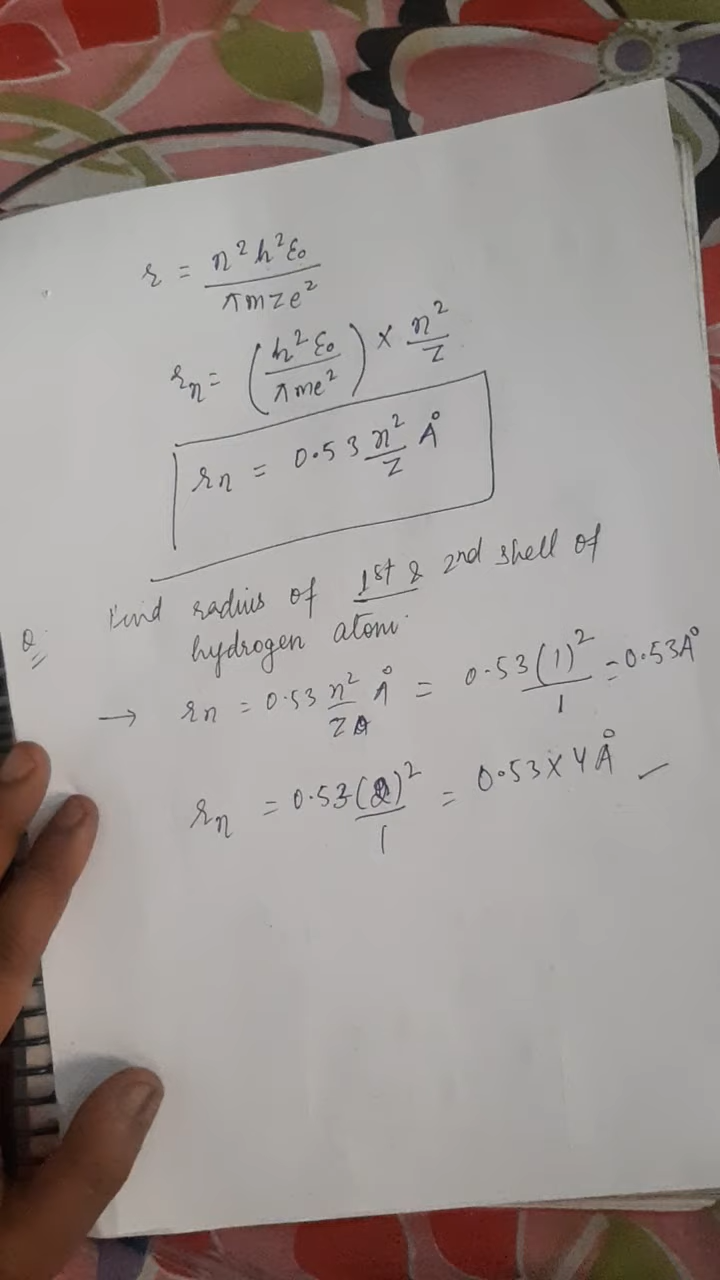 r = n²h²ε₀ / πmze²
rₙ = (h²ε₀ / πme²) × n²/z
rₙ = 0.53 n²/z Å
Q: Find radius of 1st & 2nd shell of
hydrogen atom.
→ rₙ = 0.53 n²/z Å = 0.53(1)²/1 = 0.53Å
rₙ = 0.53(2)²/1 = 0.53×4Å ✓